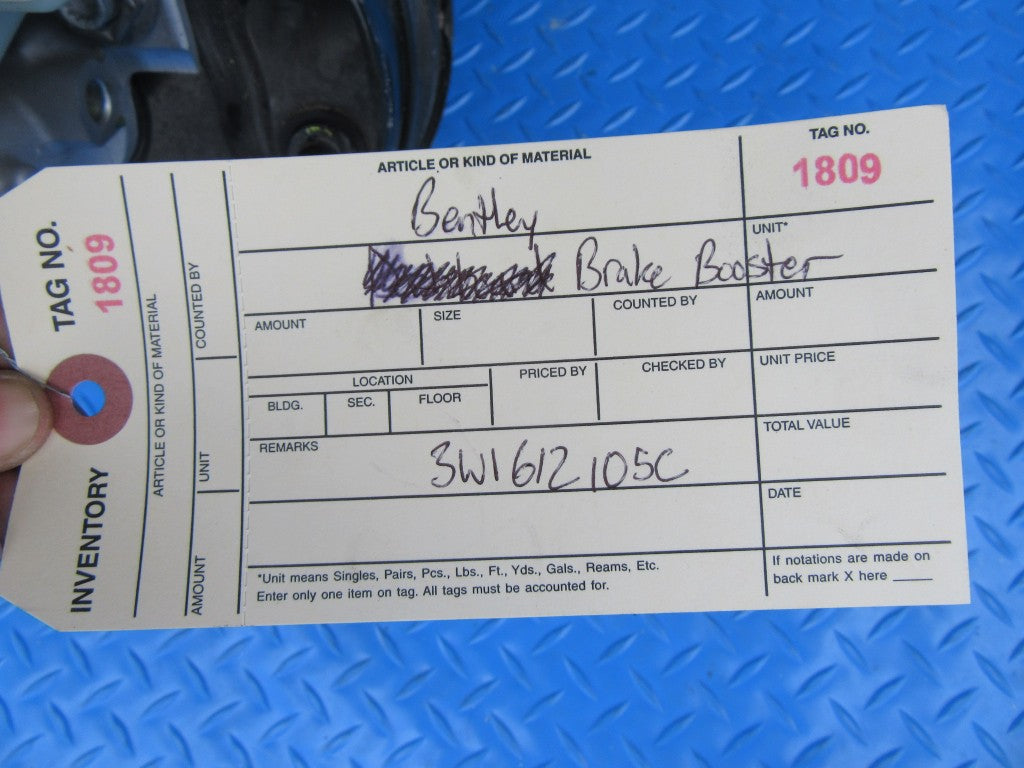 TAG NO.
1809
ARTICLE OR KIND OF MATERIAL
COUNTED BY
UNIT
AMOUNT
INVENTORY
ARTICLE OR KIND OF MATERIAL
Bentley
Brake Booster
TAG NO.
1809
UNIT*
AMOUNT
SIZE
COUNTED BY
AMOUNT
LOCATION
PRICED BY
CHECKED BY
UNIT PRICE
BLDG.
SEC.
FLOOR
REMARKS
3W1612105C
TOTAL VALUE
DATE
*Unit means Singles, Pairs, Pcs., Lbs., Ft., Yds., Gals., Reams, Etc.
Enter only one item on tag. All tags must be accounted for.
If notations are made on
back mark X here _____